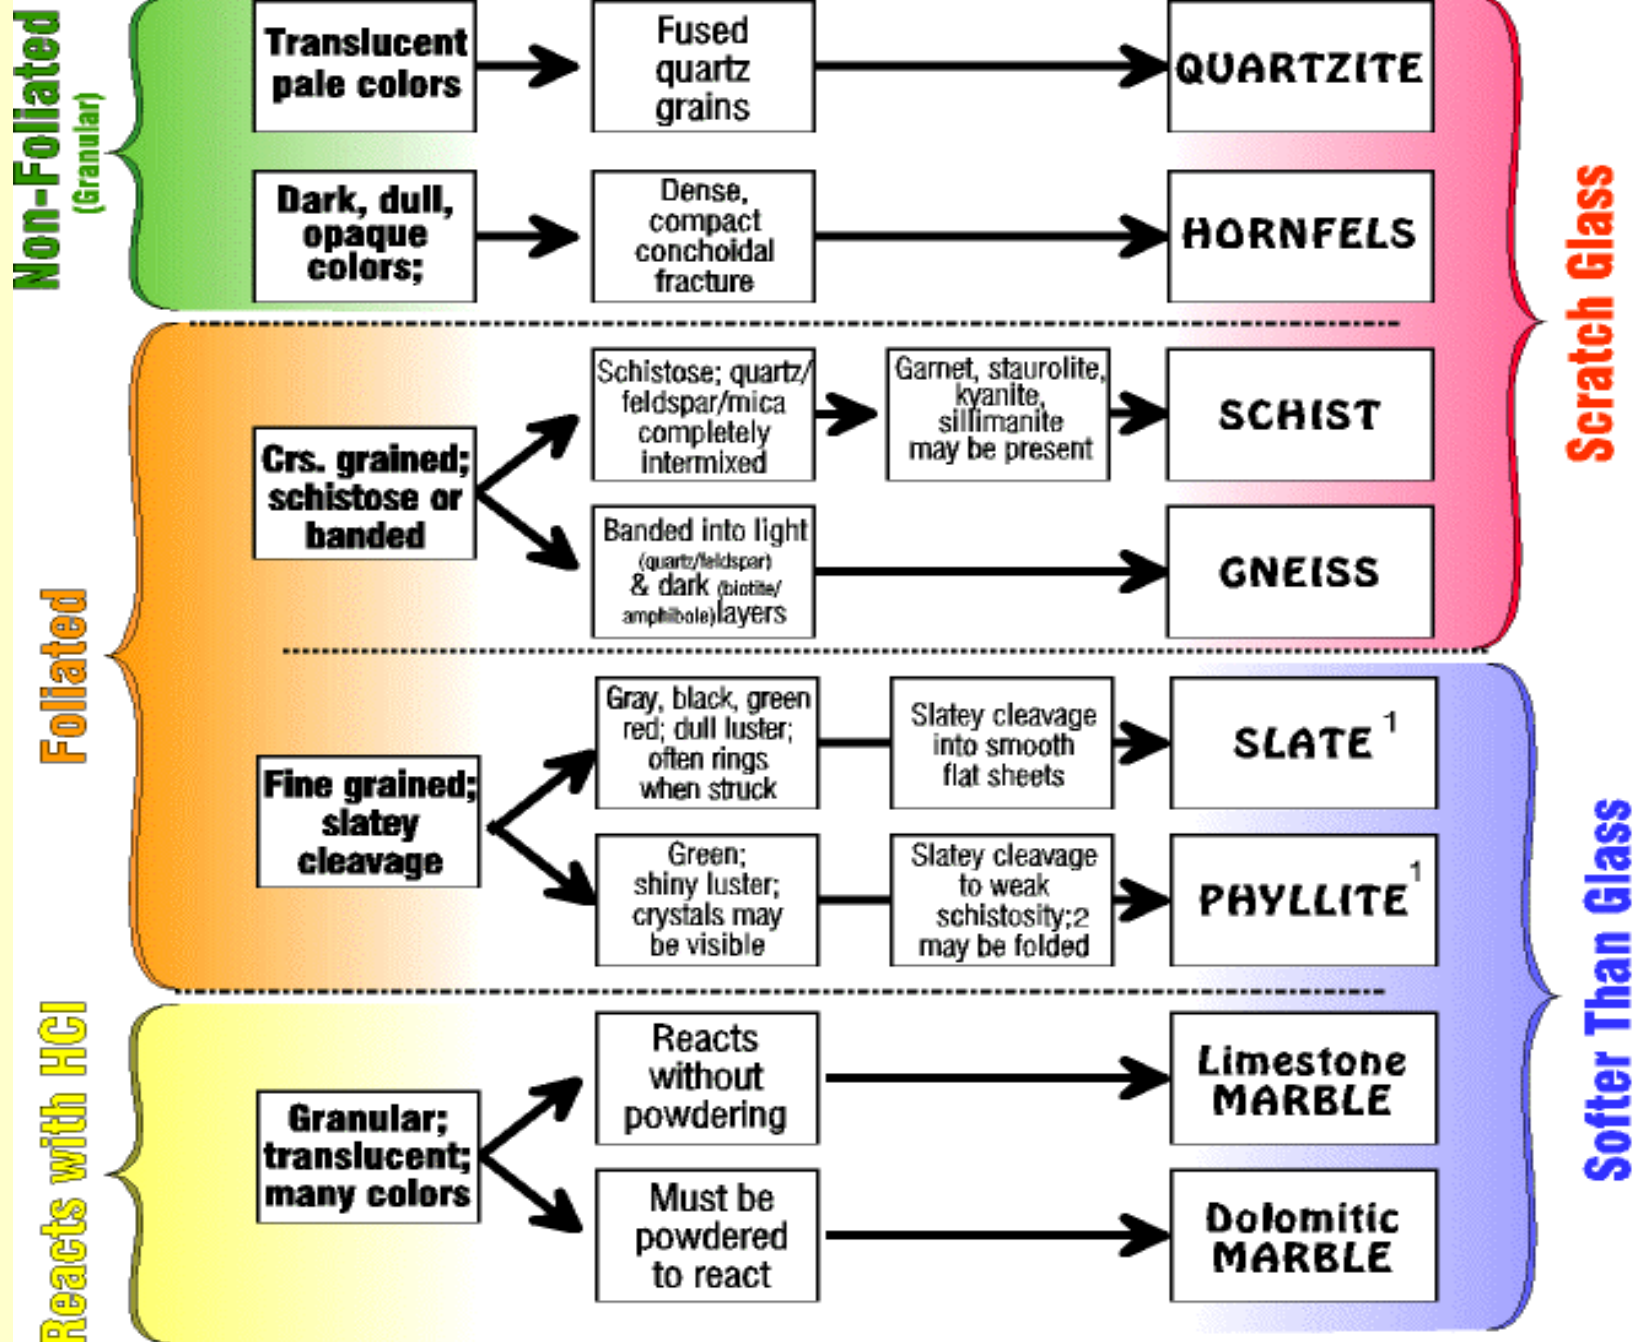 Non-Foliated
(Granular)
Translucent
pale colors
Fused
quartz
grains
QUARTZITE
Dark, dull,
opaque
colors;
Dense,
compact
conchoidal
fracture
HORNFELS
Scratch Glass
Foliated
Crs. grained;
schistose or
banded
Schistose; quartz/
feldspar/mica
completely
intermixed
Garnet, staurolite,
kyanite,
sillimanite
may be present
SCHIST
Banded into light
(quartz/feldspar)
& dark (biotite/
amphibole)layers
GNEISS
Fine grained;
slatey
cleavage
Gray, black, green
red; dull luster;
often rings
when struck
Slatey cleavage
into smooth
flat sheets
SLATE 1
Green;
shiny luster;
crystals may
be visible
Slatey cleavage
to weak
schistosity;2
may be folded
PHYLLITE 1
Softer Than Glass
Reacts with HCl
Granular;
translucent;
many colors
Reacts
without
powdering
Limestone
MARBLE
Must be
powdered
to react
Dolomitic
MARBLE